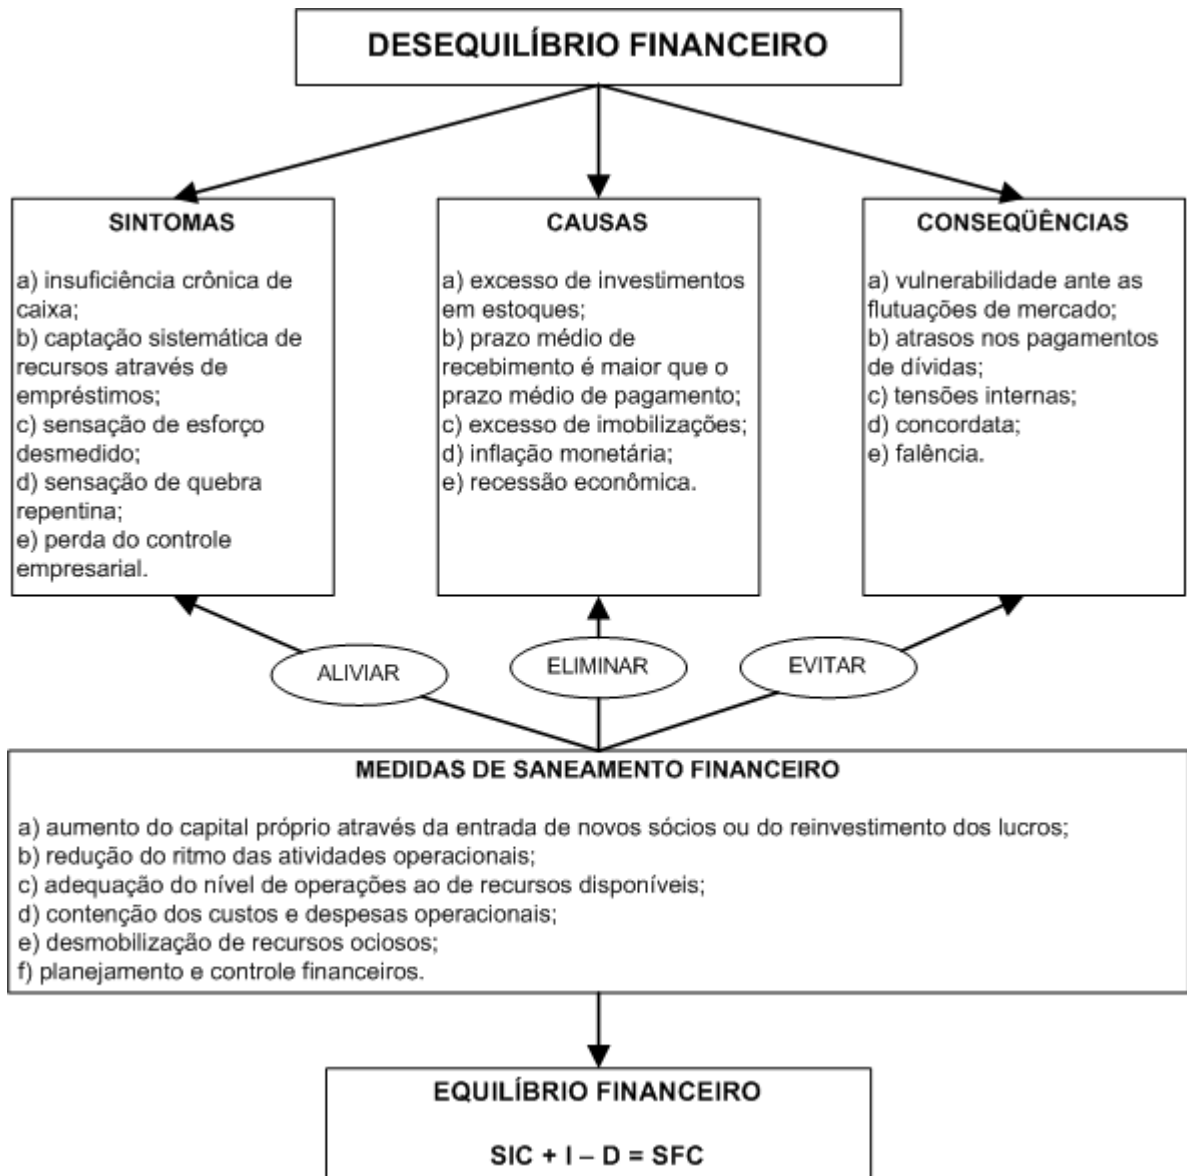 DESEQUILÍBRIO FINANCEIRO
SINTOMAS
a) insuficiência crônica de
caixa;
b) captação sistemática de
recursos através de
empréstimos;
c) sensação de esforço
desmedido;
d) sensação de quebra
repentina;
e) perda do controle
empresarial.
CAUSAS
a) excesso de investimentos
em estoques;
b) prazo médio de
recebimento é maior que o
prazo médio de pagamento;
c) excesso de imobilizações;
d) inflação monetária;
e) recessão econômica.
CONSEQÜÊNCIAS
a) vulnerabilidade ante as
flutuações de mercado;
b) atrasos nos pagamentos
de dívidas;
c) tensões internas;
d) concordata;
e) falência.
ALIVIAR
ELIMINAR
EVITAR
MEDIDAS DE SANEAMENTO FINANCEIRO
a) aumento do capital próprio através da entrada de novos sócios ou do reinvestimento dos lucros;
b) redução do ritmo das atividades operacionais;
c) adequação do nível de operações ao de recursos disponíveis;
d) contenção dos custos e despesas operacionais;
e) desmobilização de recursos ociosos;
f) planejamento e controle financeiros.
EQUILÍBRIO FINANCEIRO
SIC + I – D = SFC